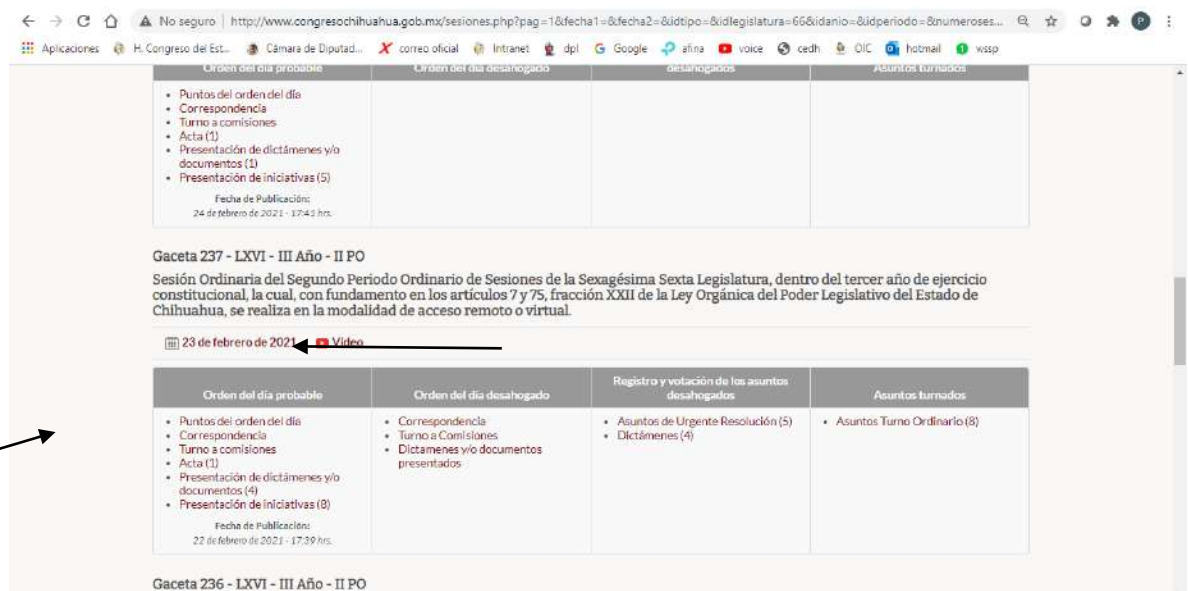 No seguro | http://www.congresochihuahua.gob.mx/sesiones.php?pag=1&fecha1=&fecha2=&idtipo=&idlegislatura=66&idanio=&idperiodo=&numeroses...
P
Aplicaciones H. Congreso del Est... Cámara de Diputad... correo oficial Intranet dpl Google afina voice cedh OIC hotmail wssp
Orden del día probable Orden del día desahogado desahogados Asuntos turnados
• Puntos del orden del día
• Correspondencia
• Turno a comisiones
• Acta (1)
• Presentación de dictámenes y/o
documentos (1)
• Presentación de iniciativas (5)
Fecha de Publicación:
24 de febrero de 2021 - 17:41 hrs.
Gaceta 237 - LXVI - III Año - II PO
Sesión Ordinaria del Segundo Periodo Ordinario de Sesiones de la Sexagésima Sexta Legislatura, dentro del tercer año de ejercicio
constitucional, la cual, con fundamento en los artículos 7 y 75, fracción XXII de la Ley Orgánica del Poder Legislativo del Estado de
Chihuahua, se realiza en la modalidad de acceso remoto o virtual.
23 de febrero de 2021 Video
Orden del día probable Orden del día desahogado Registro y votación de los asuntos desahogados Asuntos turnados
• Puntos del orden del día
• Correspondencia
• Turno a comisiones
• Acta (1)
• Presentación de dictámenes y/o
documentos (4)
• Presentación de iniciativas (8)
Fecha de Publicación:
22 de febrero de 2021 - 17:39 hrs.
• Correspondencia
• Turno a Comisiones
• Dictamenes y/o documentos
presentados
• Asuntos de Urgente Resolución (5)
• Dictámenes (4)
• Asuntos Turno Ordinario (8)
Gaceta 236 - LXVI - III Año - II PO